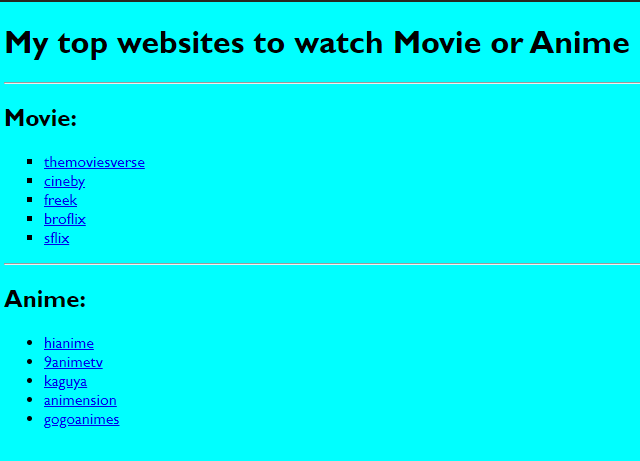 My top websites to watch Movie or Anime
Movie:
themoviesverse
cineby
freek
broflix
sflix
Anime:
hianime
9animetv
kaguya
animension
gogoanimes